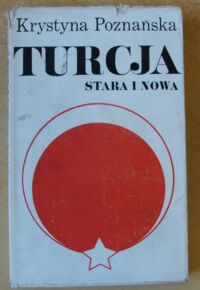 Krystyna Poznańska
TURCJA
STARA I NOWA